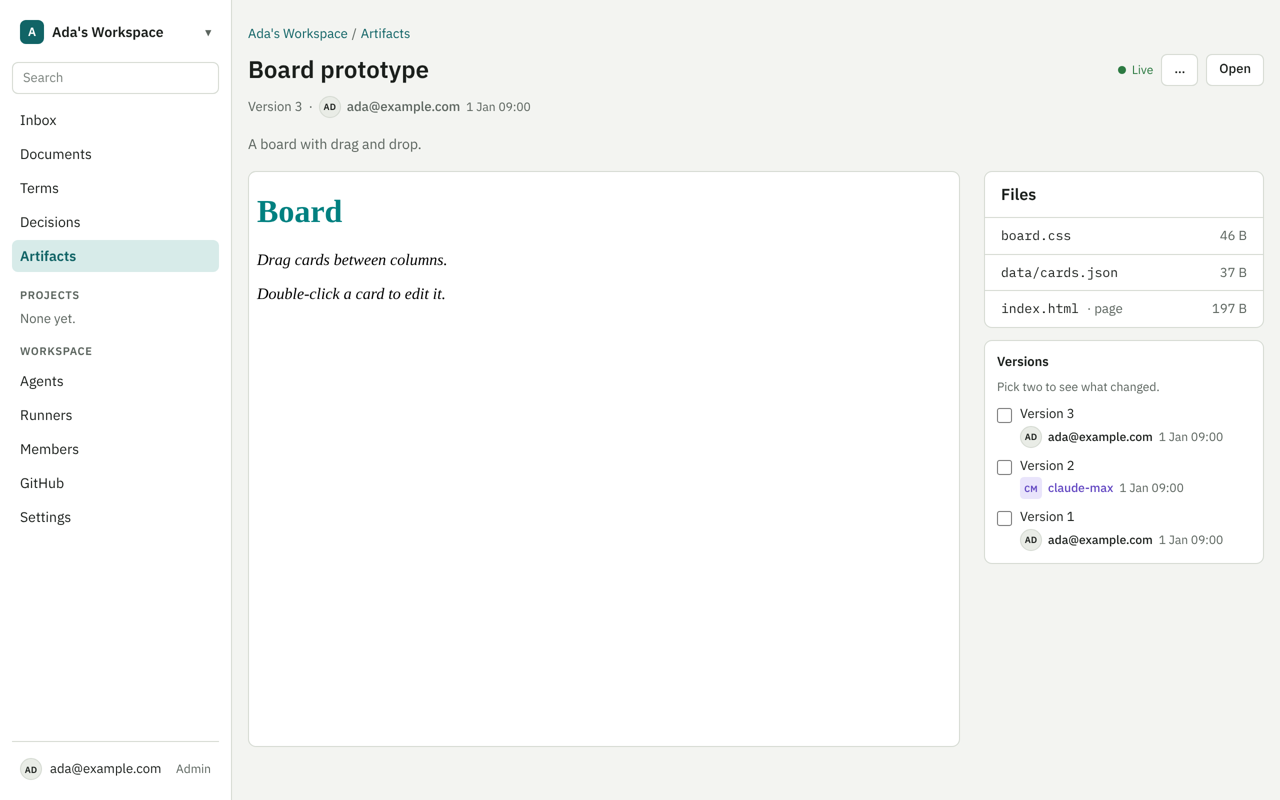 A Ada's Workspace ▾
Search
Inbox
Documents
Terms
Decisions
Artifacts
PROJECTS
None yet.
WORKSPACE
Agents
Runners
Members
GitHub
Settings
AD ada@example.com Admin
Ada's Workspace / Artifacts
Board prototype
Live ... Open
Version 3 · AD ada@example.com 1 Jan 09:00
A board with drag and drop.
Board
Drag cards between columns.
Double-click a card to edit it.
Files
board.css 46 B
data/cards.json 37 B
index.html · page 197 B
Versions
Pick two to see what changed.
Version 3
AD ada@example.com 1 Jan 09:00
Version 2
CM claude-max 1 Jan 09:00
Version 1
AD ada@example.com 1 Jan 09:00